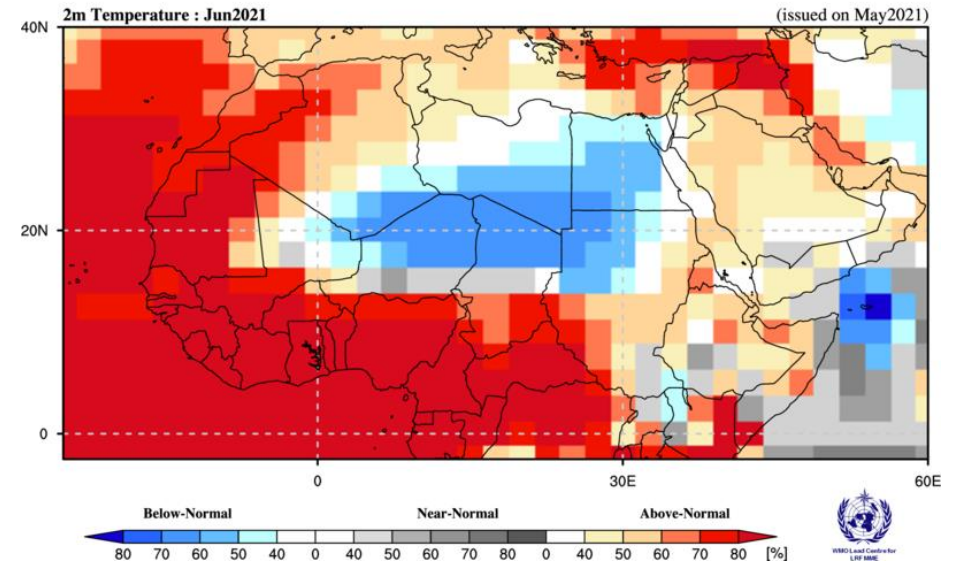 2m Temperature : Jun2021 (issued on May2021)
40N
20N
0
0 30E 60E
Below-Normal Near-Normal Above-Normal
80 70 60 50 40 0 40 50 60 70 80 0 40 50 60 70 80 [%]
WMO Lead Centre for
LRFMME